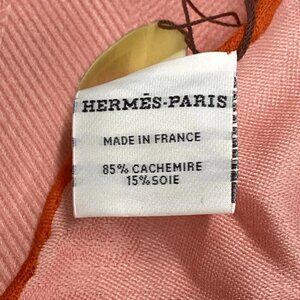 HERMÈS-PARIS
MADE IN FRANCE
85% CACHEMIRE
15% SOIE